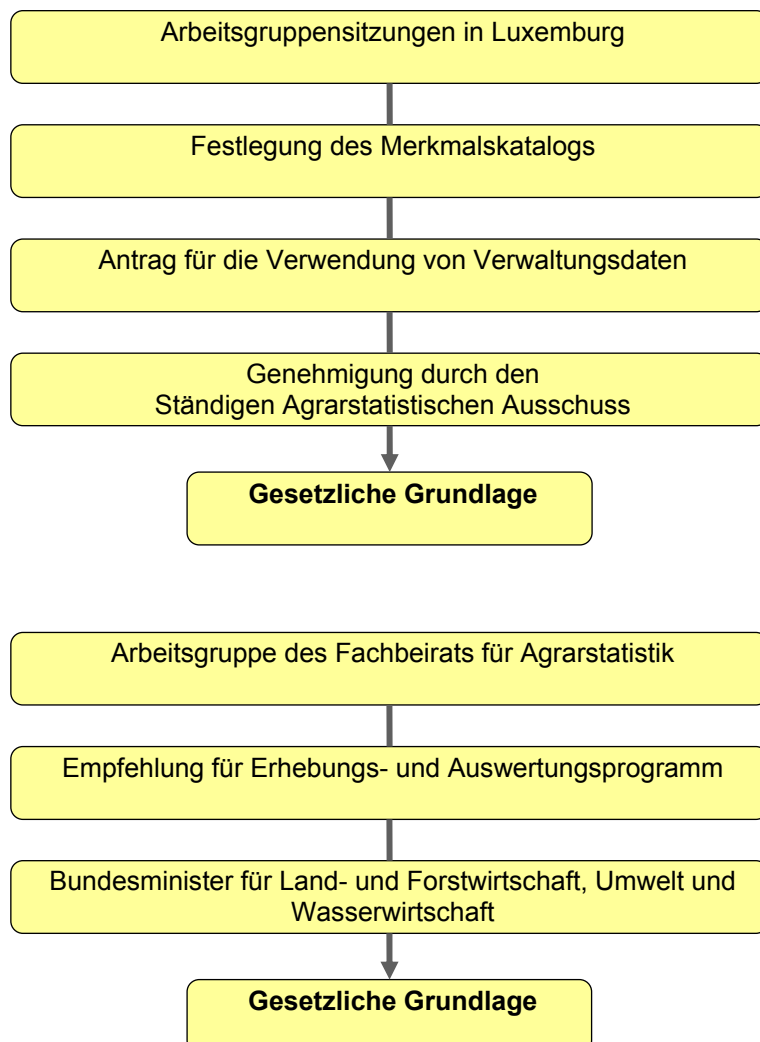 Arbeitsgruppensitzungen in Luxemburg
Festlegung des Merkmalskatalogs
Antrag für die Verwendung von Verwaltungsdaten
Genehmigung durch den
Ständigen Agrarstatistischen Ausschuss
Gesetzliche Grundlage
Arbeitsgruppe des Fachbeirats für Agrarstatistik
Empfehlung für Erhebungs- und Auswertungsprogramm
Bundesminister für Land- und Forstwirtschaft, Umwelt und
Wasserwirtschaft
Gesetzliche Grundlage